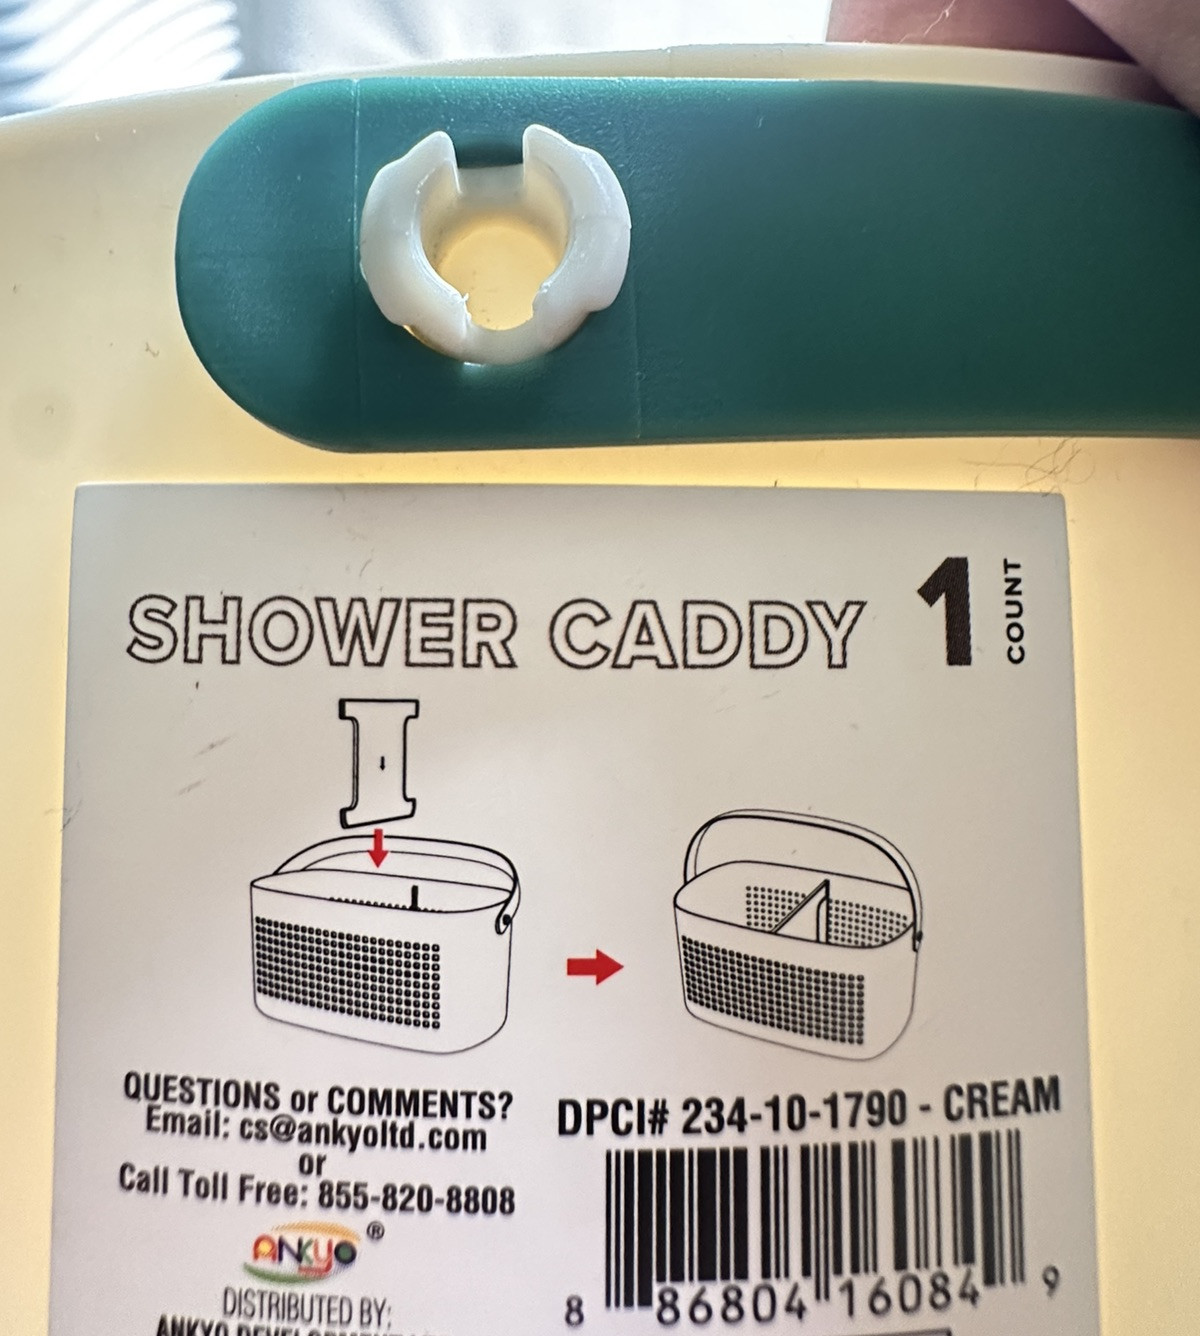 SHOWER CADDY
1
COUNT
QUESTIONS or COMMENTS?
Email: cs@ankyoltd.com
or
Call Toll Free: 855-820-8808
ANKYO®
DISTRIBUTED BY:
ANKYO
DPCI# 234-10-1790 - CREAM
8 86804 16084 9